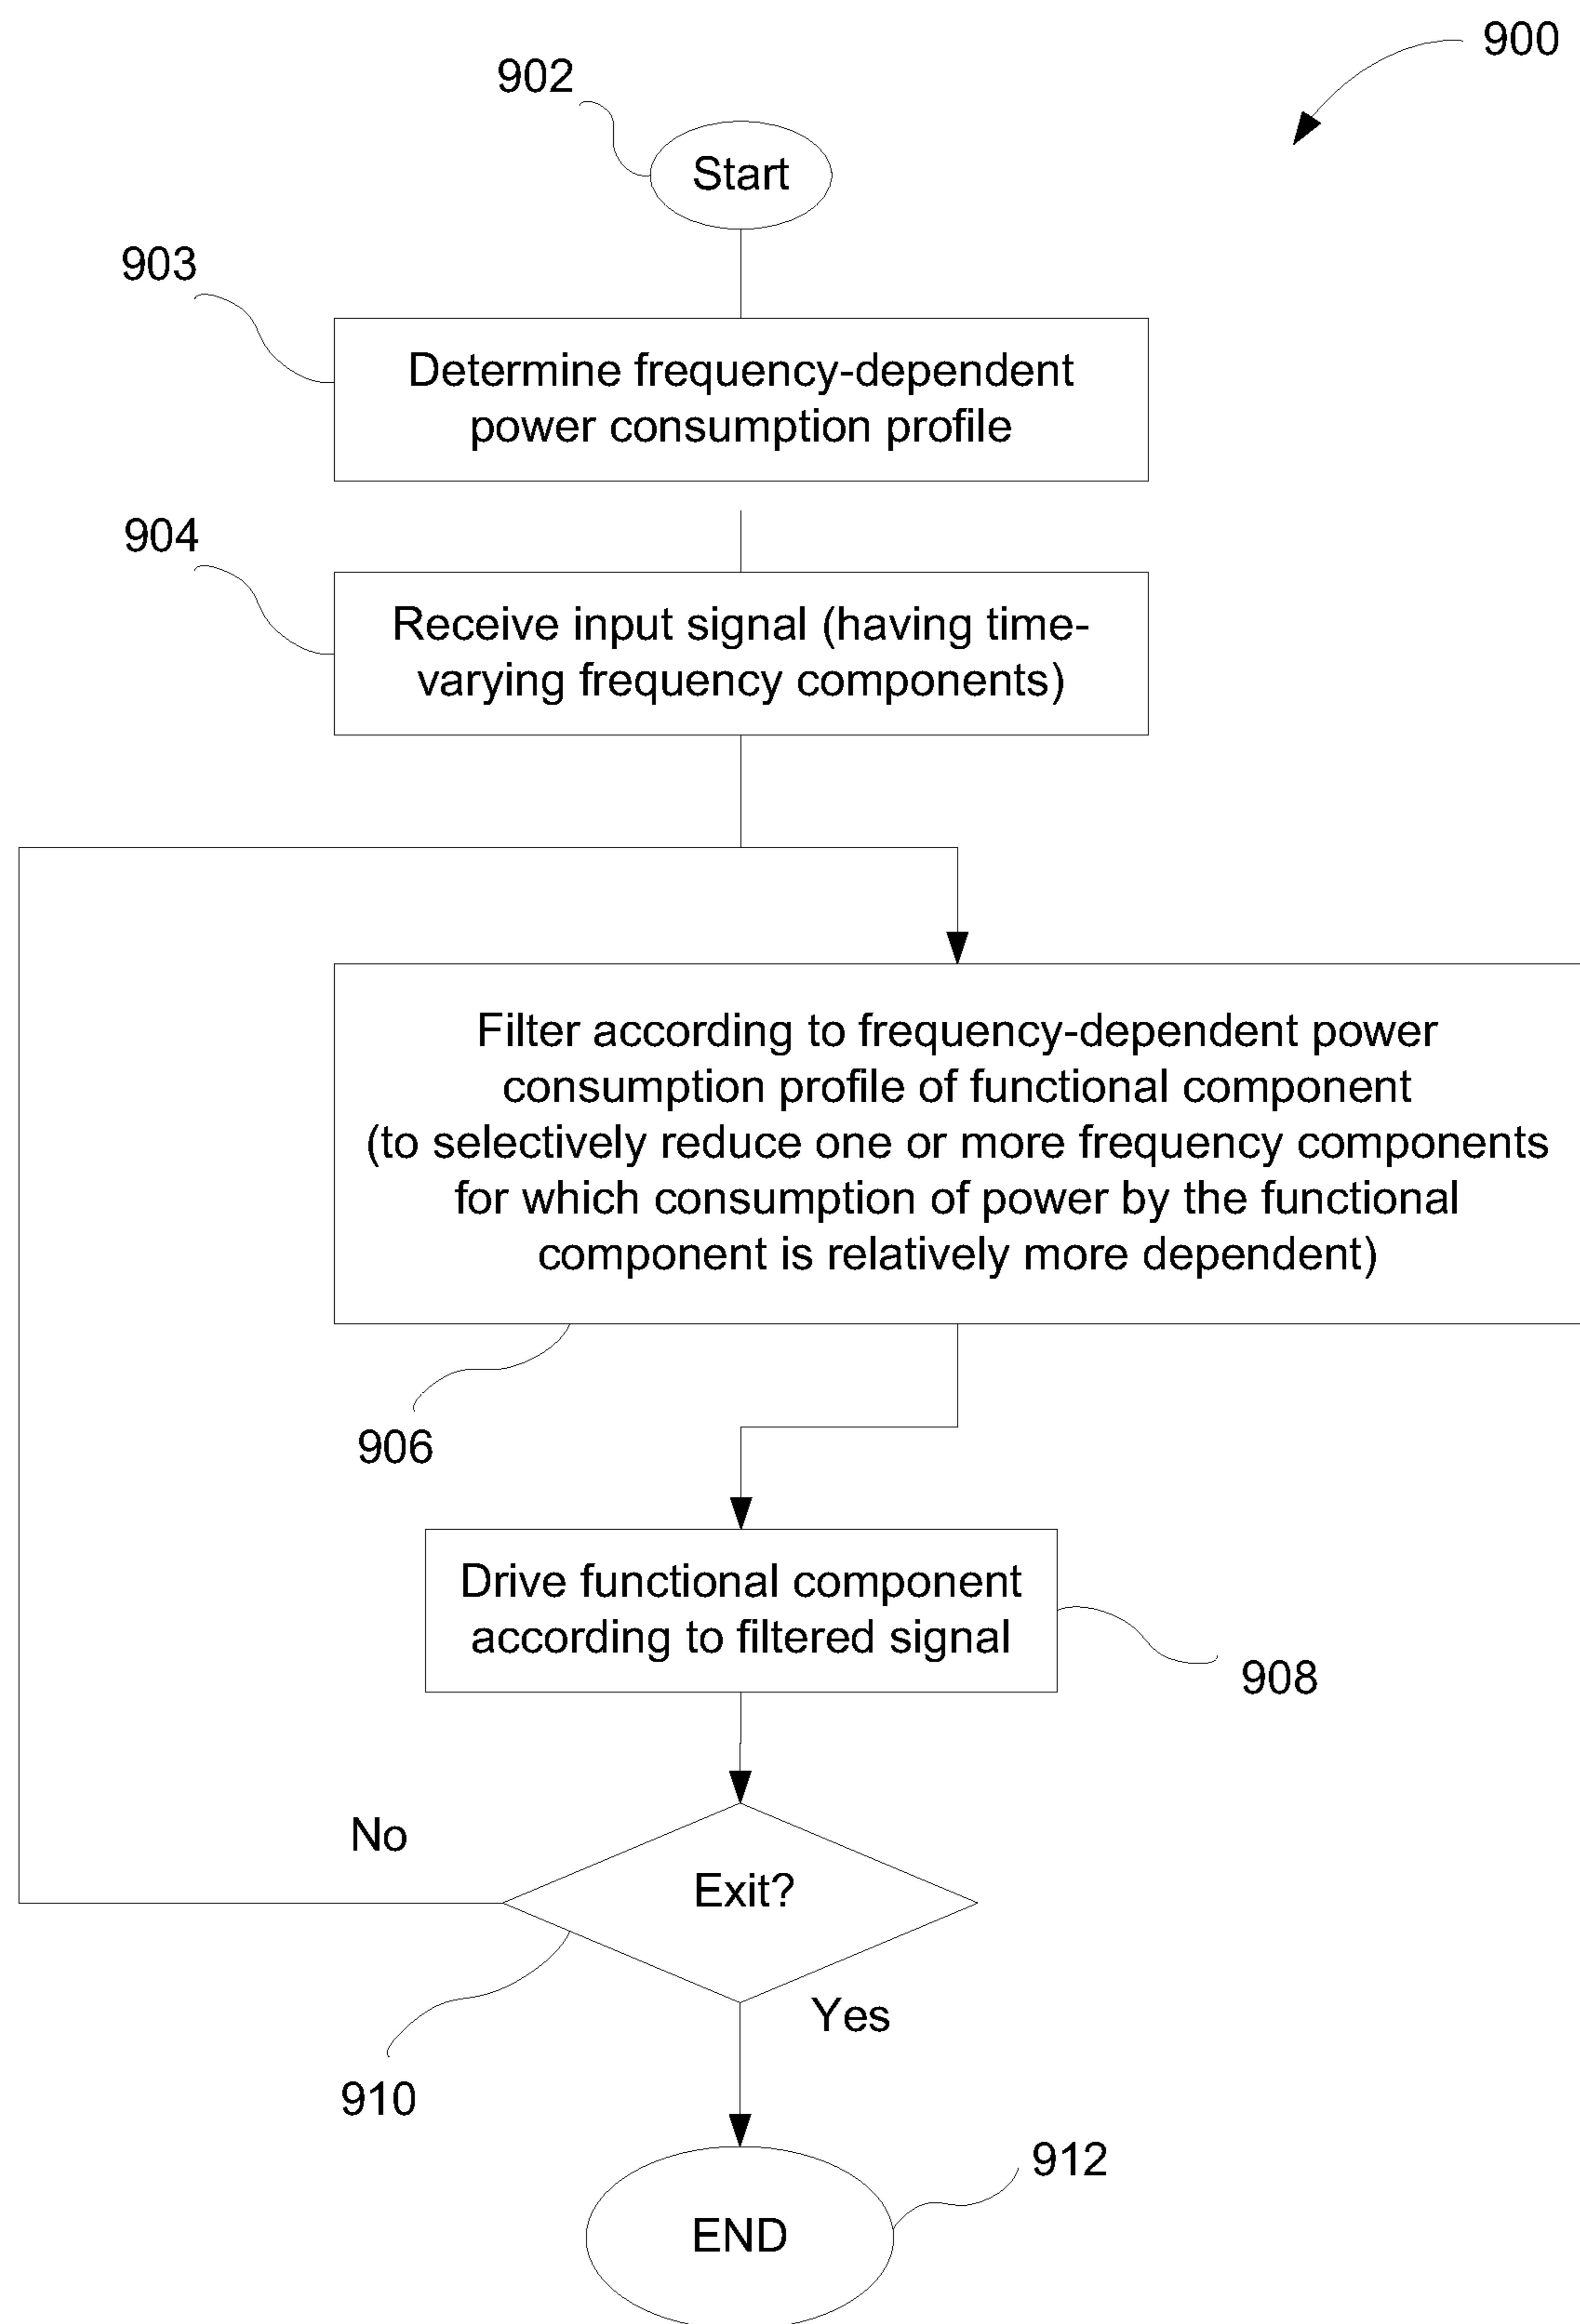 900
902
Start
903
Determine frequency-dependent
power consumption profile
904
Receive input signal (having time-
varying frequency components)
Filter according to frequency-dependent power
consumption profile of functional component
(to selectively reduce one or more frequency components
for which consumption of power by the functional
component is relatively more dependent)
906
Drive functional component
according to filtered signal
908
No
Exit?
Yes
910
912
END